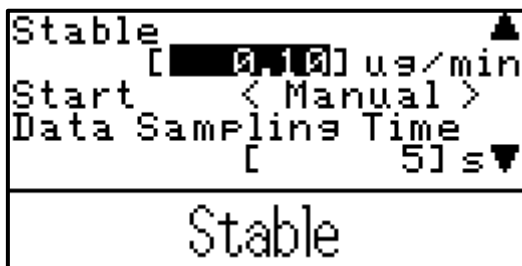 Stable ▲
[ 0.10] ug/min
Start < Manual >
Data Sampling Time
[ 5] s▼
Stable